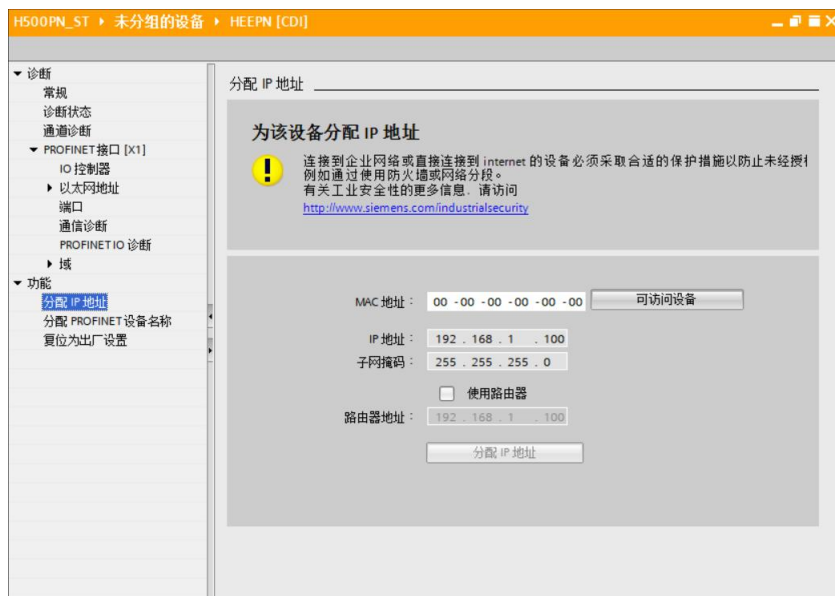 H500PN_ST ▸ 未分组的设备 ▸ HEEPN [CDI]
诊断
常规
诊断状态
通道诊断
PROFINET接口 [X1]
IO 控制器
以太网地址
端口
通信诊断
PROFINET IO 诊断
域
功能
分配 IP 地址
分配 PROFINET 设备名称
复位为出厂设置
分配 IP 地址
为该设备分配 IP 地址
连接到企业网络或直接连接到 internet 的设备必须采取合适的保护措施以防止未经授
例如通过使用防火墙或网络分段。
有关工业安全性的更多信息，请访问
http://www.siemens.com/industrialsecurity
MAC 地址： 00 -00 -00 -00 -00 -00 可访问设备
IP 地址： 192 . 168 . 1 . 100
子网掩码： 255 . 255 . 255 . 0
使用路由器
路由器地址： 192 . 168 . 1 . 100
分配 IP 地址